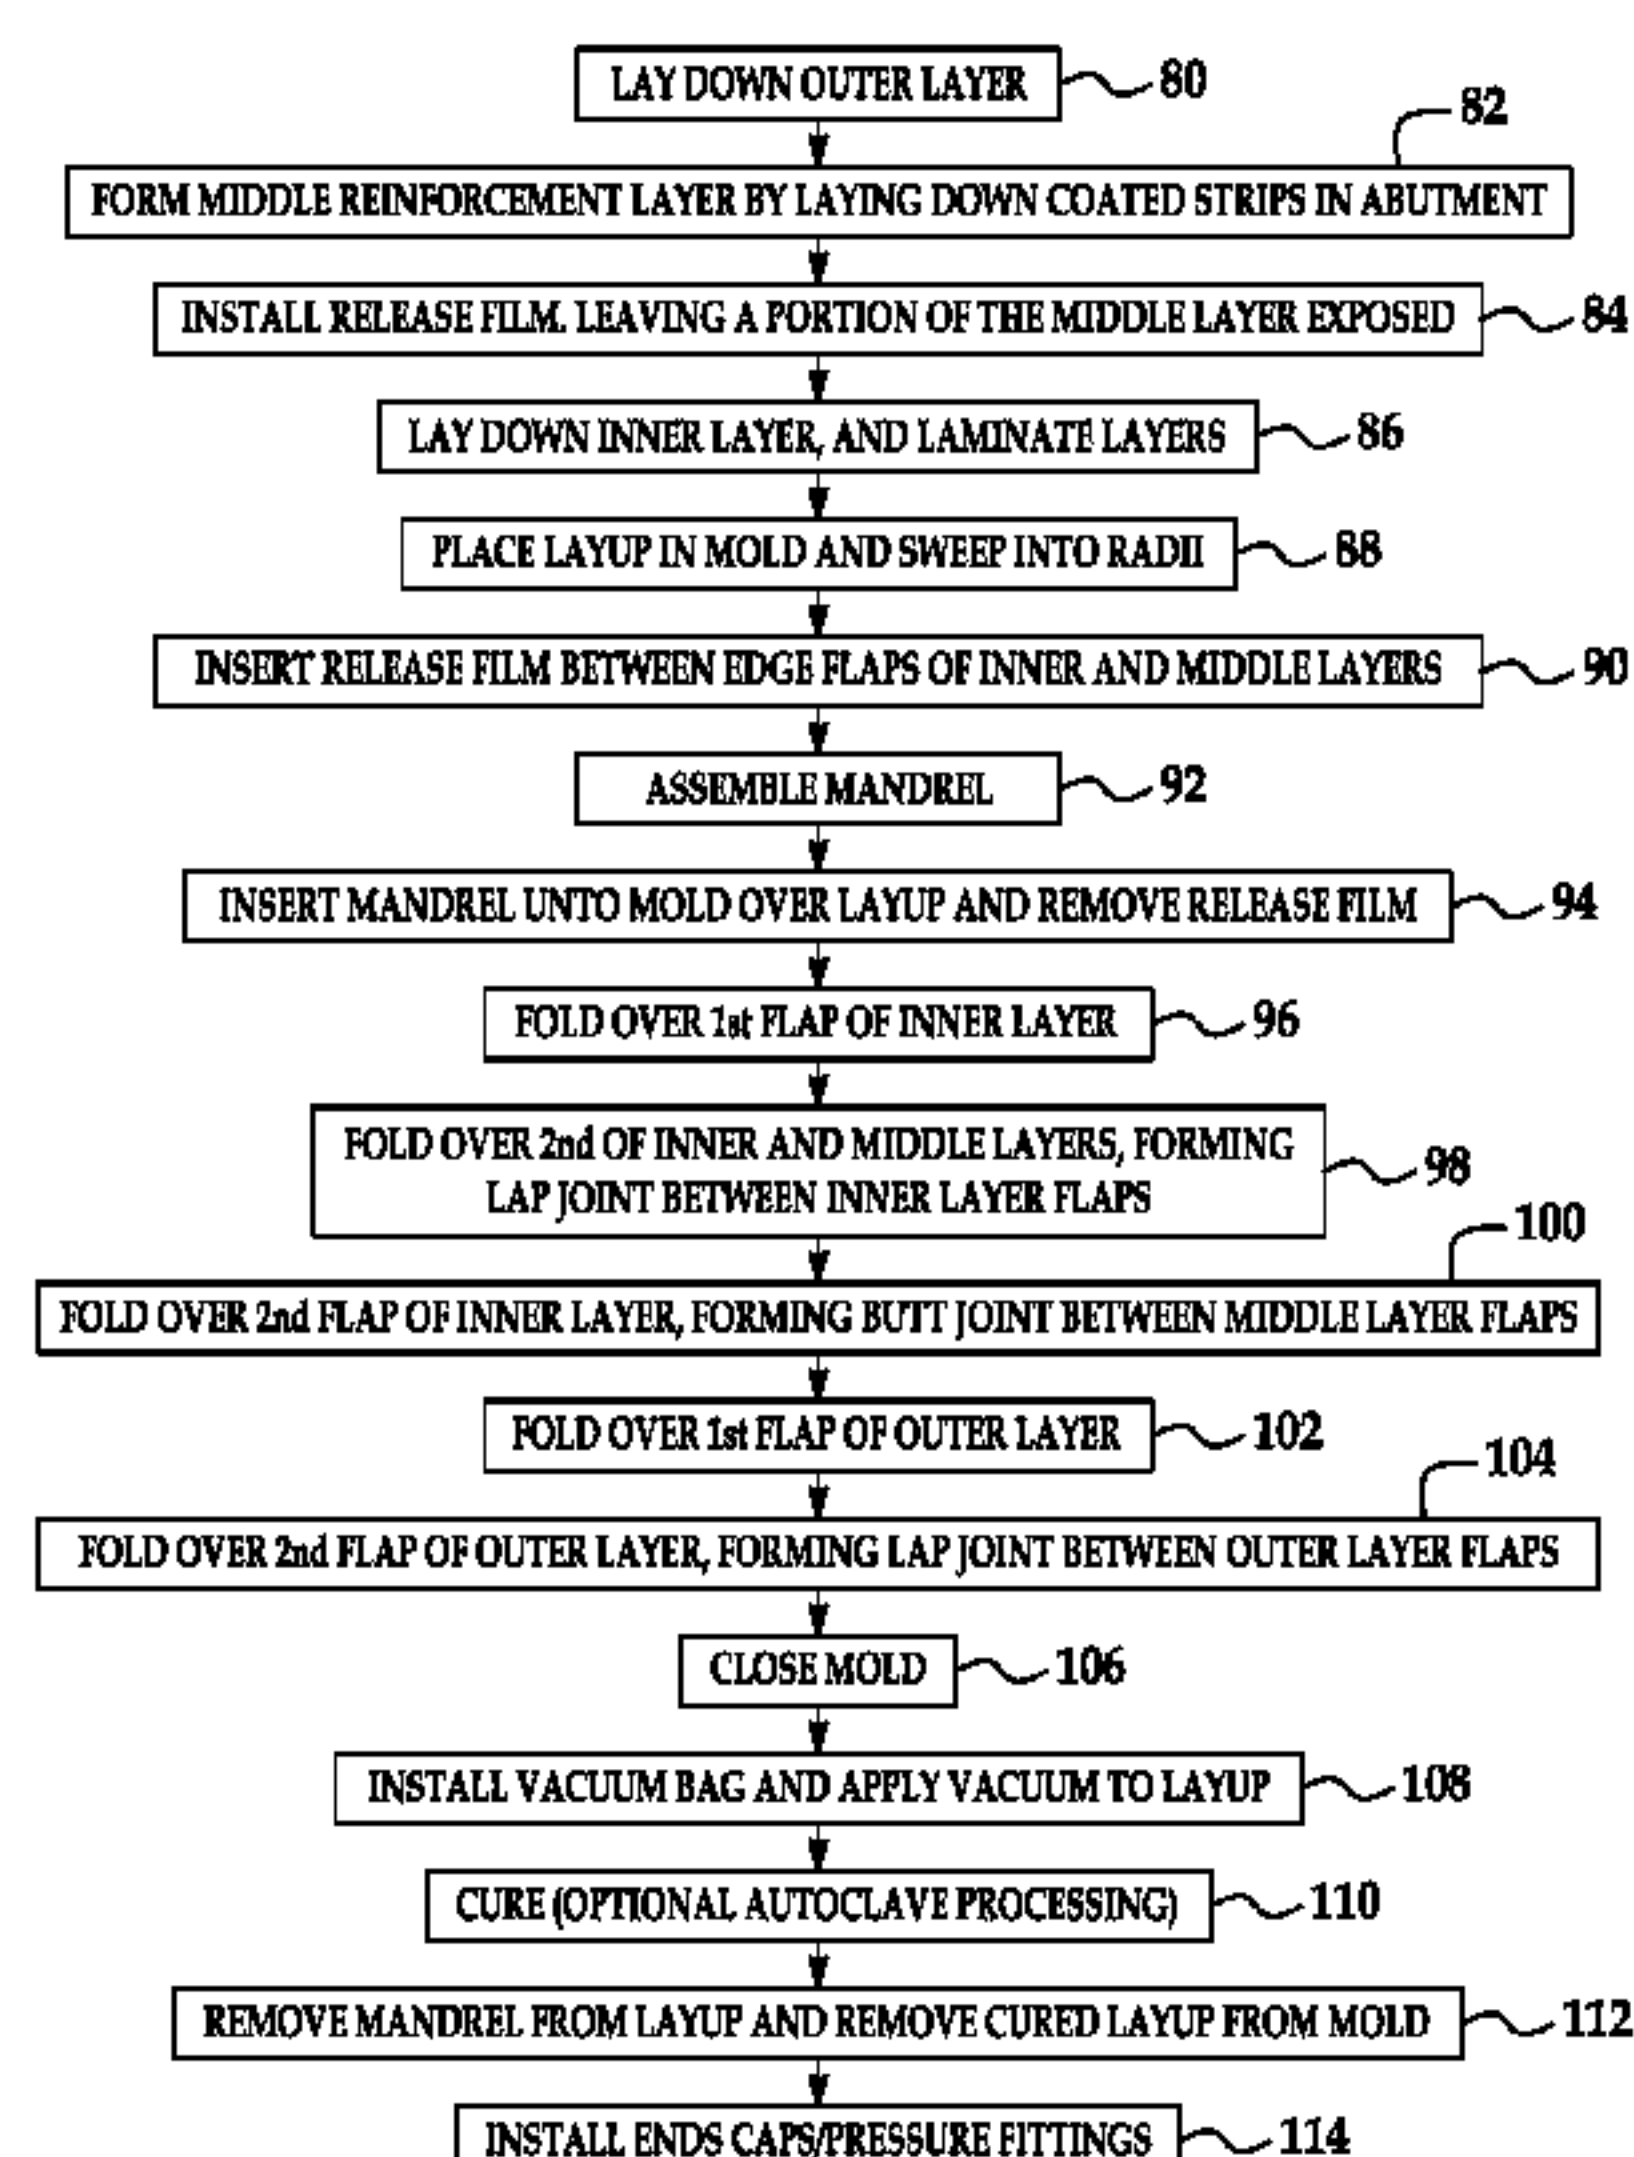 LAY DOWN OUTER LAYER
80
82
FORM MIDDLE REINFORCEMENT LAYER BY LAYING DOWN COATED STRIPS IN ABUTMENT
INSTALL RELEASE FILM. LEAVING A PORTION OF THE MIDDLE LAYER EXPOSED
84
LAY DOWN INNER LAYER, AND LAMINATE LAYERS
86
PLACE LAYUP IN MOLD AND SWEEP INTO RADII
88
INSERT RELEASE FILM BETWEEN EDGE FLAPS OF INNER AND MIDDLE LAYERS
90
ASSEMBLE MANDREL
92
INSERT MANDREL UNTO MOLD OVER LAYUP AND REMOVE RELEASE FILM
94
FOLD OVER 1st FLAP OF INNER LAYER
96
FOLD OVER 2nd OF INNER AND MIDDLE LAYERS, FORMING
LAP JOINT BETWEEN INNER LAYER FLAPS
98
100
FOLD OVER 2nd FLAP OF INNER LAYER, FORMING BUTT JOINT BETWEEN MIDDLE LAYER FLAPS
FOLD OVER 1st FLAP OF OUTER LAYER
102
104
FOLD OVER 2nd FLAP OF OUTER LAYER, FORMING LAP JOINT BETWEEN OUTER LAYER FLAPS
CLOSE MOLD
106
INSTALL VACUUM BAG AND APPLY VACUUM TO LAYUP
108
CURE (OPTIONAL AUTOCLAVE PROCESSING)
110
REMOVE MANDREL FROM LAYUP AND REMOVE CURED LAYUP FROM MOLD
112
INSTALL ENDS CAPS/PRESSURE FITTINGS
114